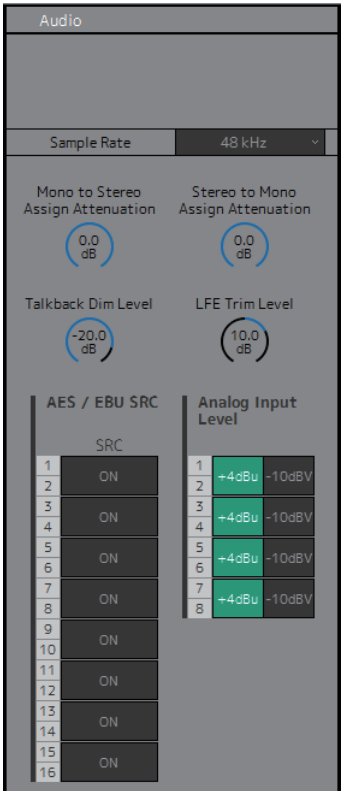 Audio
Sample Rate 48 kHz
Mono to Stereo
Assign Attenuation
Stereo to Mono
Assign Attenuation
0.0
dB
0.0
dB
Talkback Dim Level LFE Trim Level
-20.0
dB
10.0
dB
AES / EBU SRC
SRC
1
2
ON
3
4
ON
5
6
ON
7
8
ON
9
10
ON
11
12
ON
13
14
ON
15
16
ON
Analog Input
Level
1
2
+4dBu -10dBV
3
4
+4dBu -10dBV
5
6
+4dBu -10dBV
7
8
+4dBu -10dBV